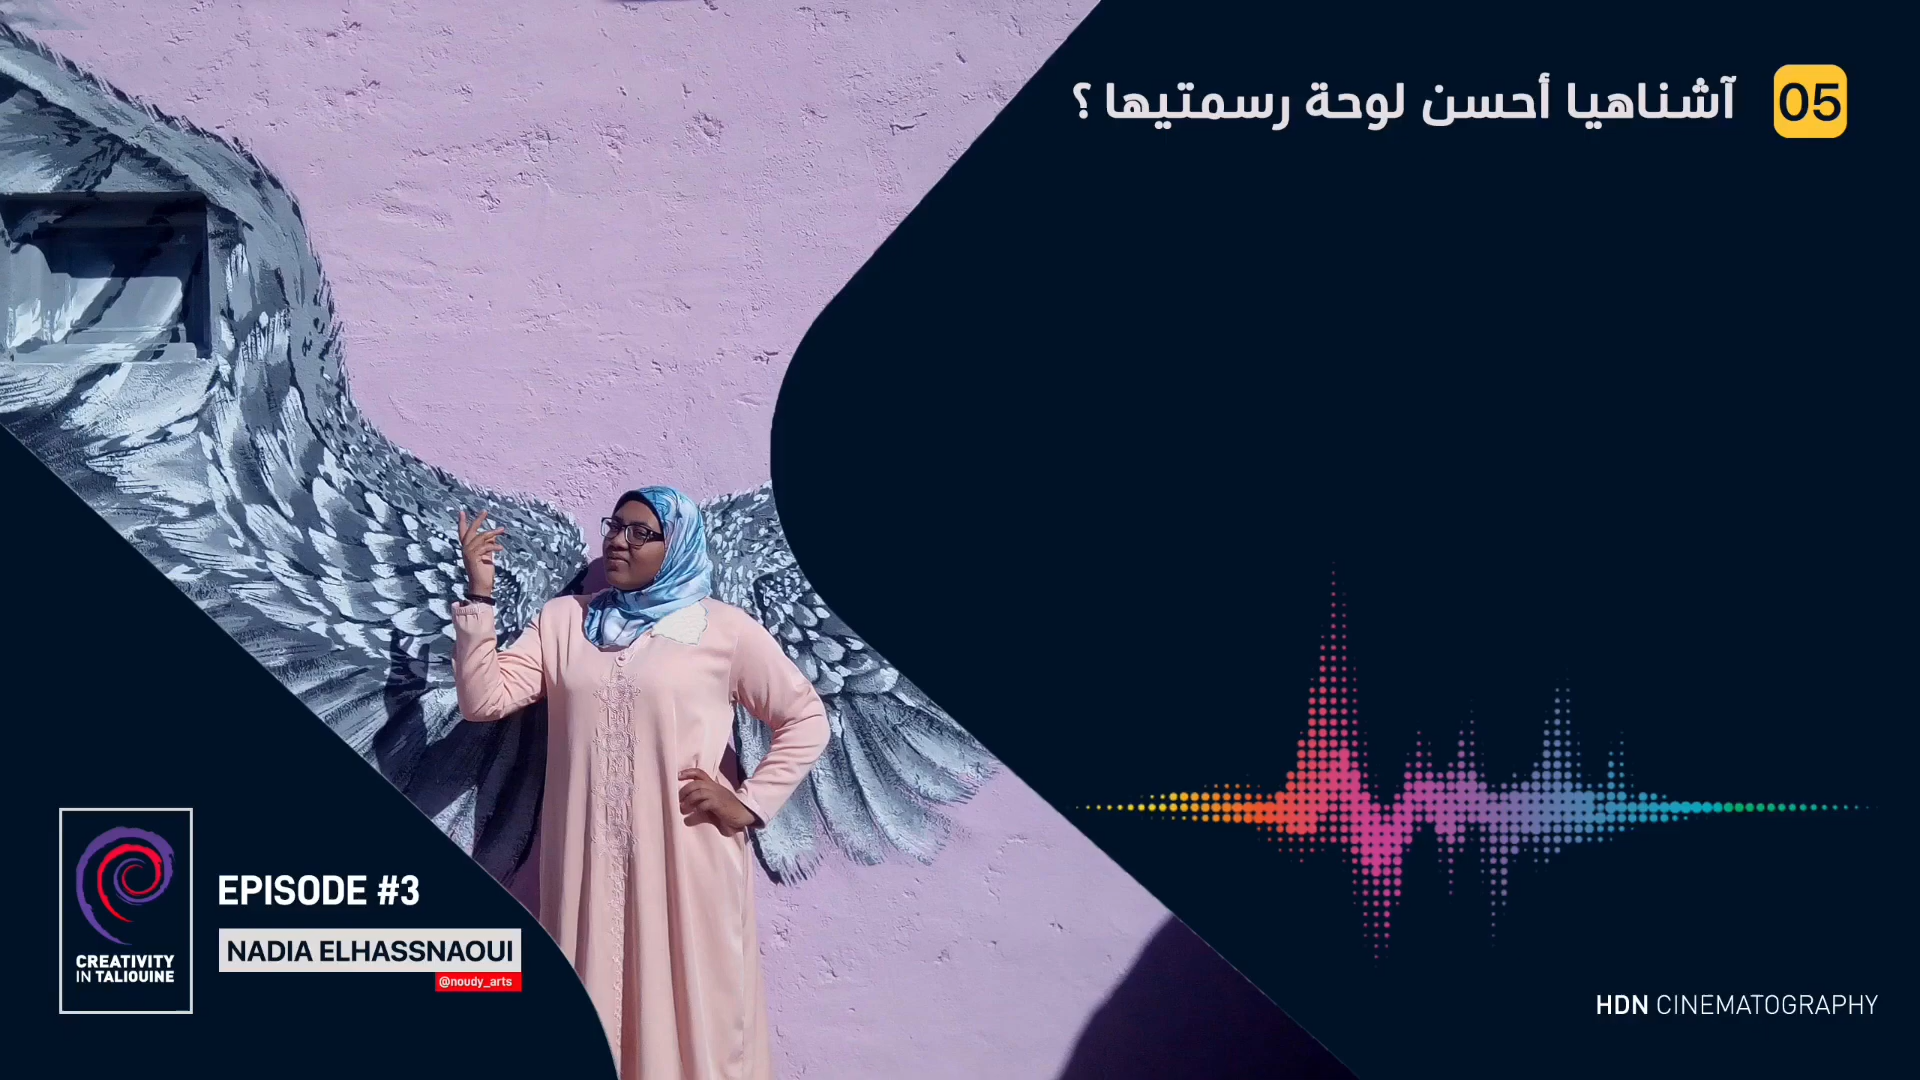 05 آشناهيا أحسن لوحة رسمتيها ؟
EPISODE #3
NADIA ELHASSNAOUI
@noudy_arts
CREATIVITY
IN TALIOUINE
HDN CINEMATOGRAPHY